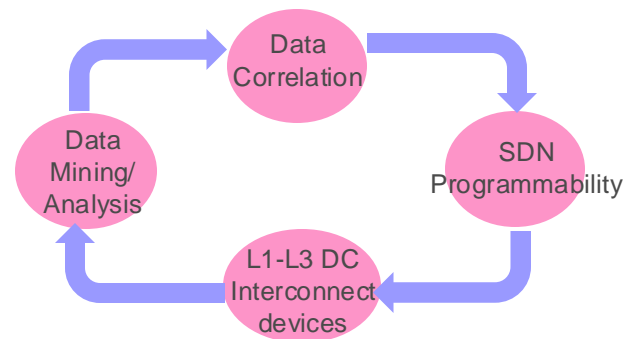 Data
Correlation
Data
Mining/
Analysis
SDN
Programmability
L1-L3 DC
Interconnect
devices